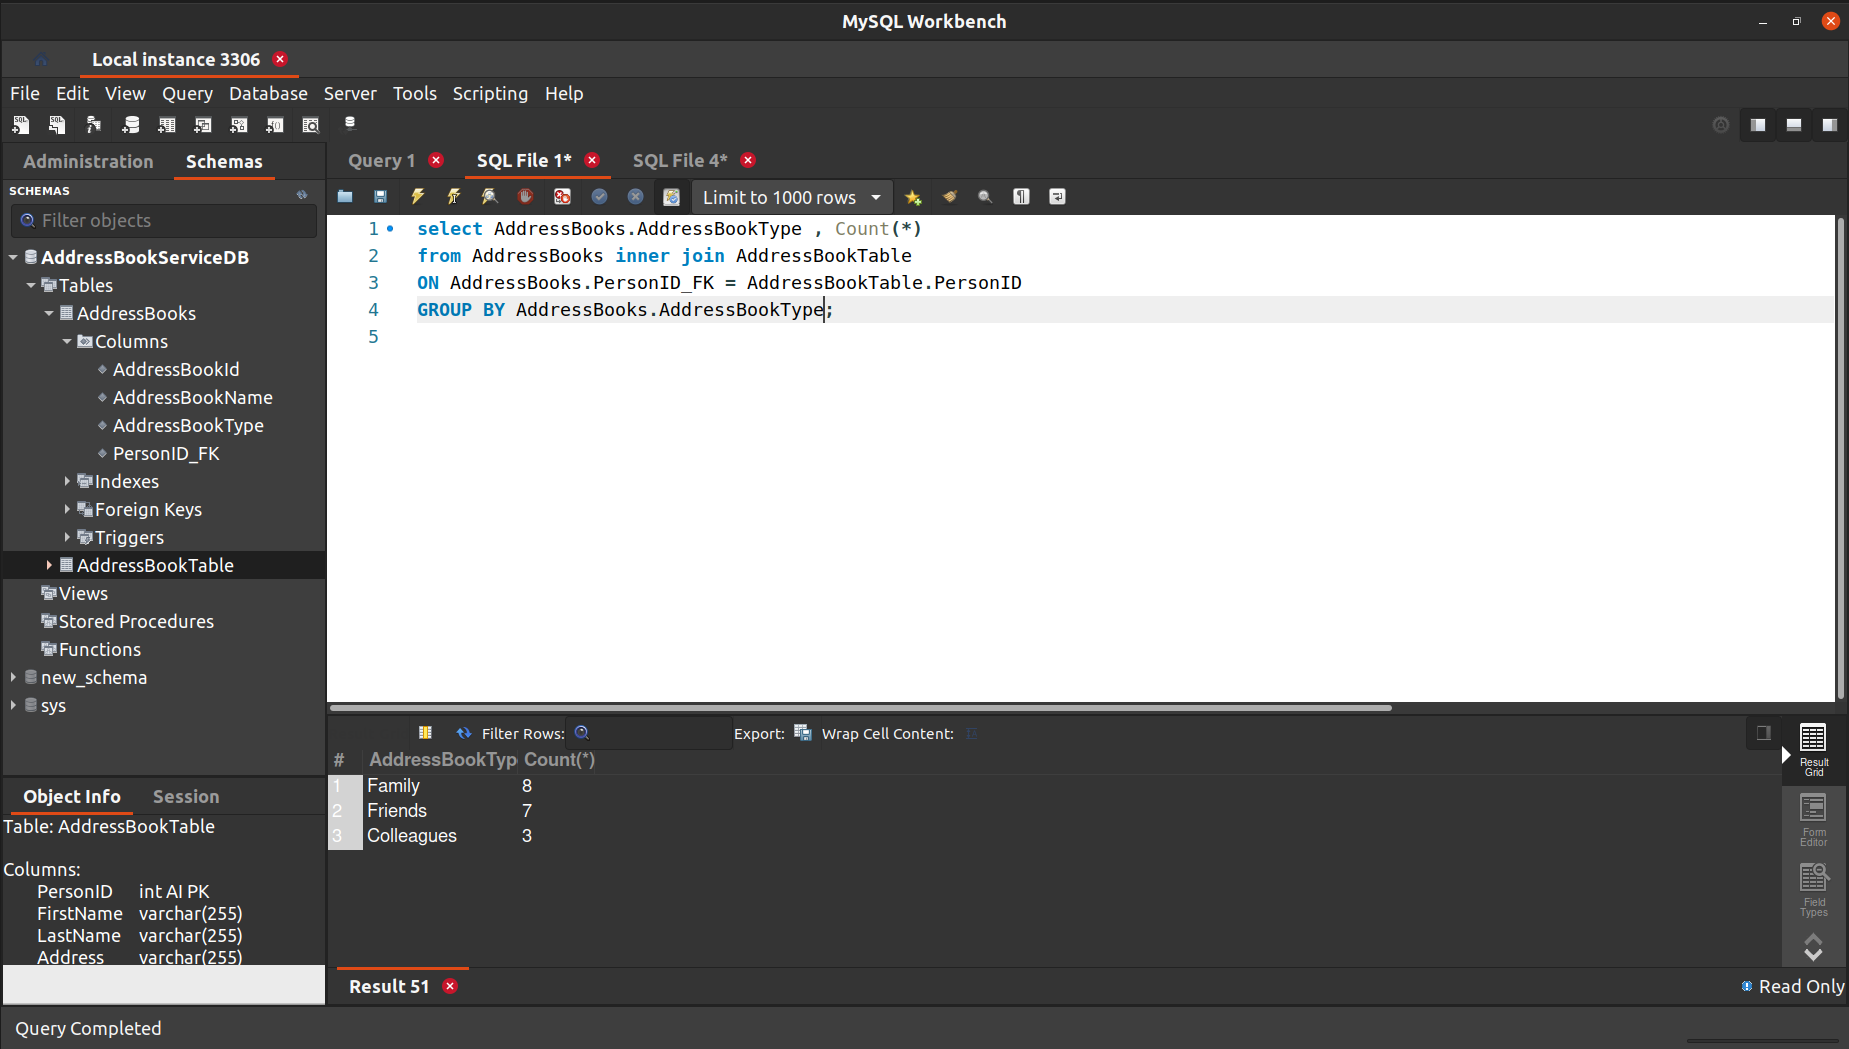 MySQL Workbench
Local instance 3306
File Edit View Query Database Server Tools Scripting Help
Administration Schemas
SCHEMAS
Filter objects
AddressBookServiceDB
Tables
AddressBooks
Columns
AddressBookId
AddressBookName
AddressBookType
PersonID_FK
Indexes
Foreign Keys
Triggers
AddressBookTable
Views
Stored Procedures
Functions
new_schema
sys
Object Info Session
Table: AddressBookTable
Columns:
PersonID int AI PK
FirstName varchar(255)
LastName varchar(255)
Address varchar(255)
Query 1 SQL File 1* SQL File 4*
Limit to 1000 rows
1 select AddressBooks.AddressBookType , Count(*)
2 from AddressBooks inner join AddressBookTable
3 ON AddressBooks.PersonID_FK = AddressBookTable.PersonID
4 GROUP BY AddressBooks.AddressBookType;
5
Filter Rows: Export: Wrap Cell Content:
# AddressBookTyp Count(*)
1 Family 8
2 Friends 7
3 Colleagues 3
Result
Grid
Form
Editor
Field
Types
Result 51
Read Only
Query Completed